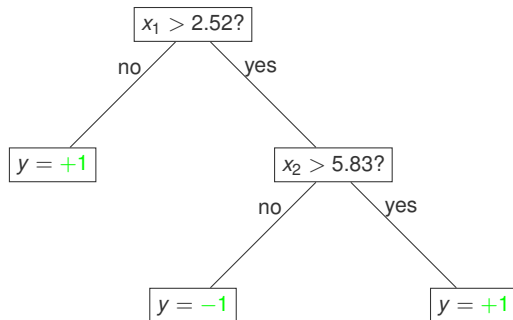 x₁ > 2.52?
no
yes
y = +1
x₂ > 5.83?
no
yes
y = −1
y = +1